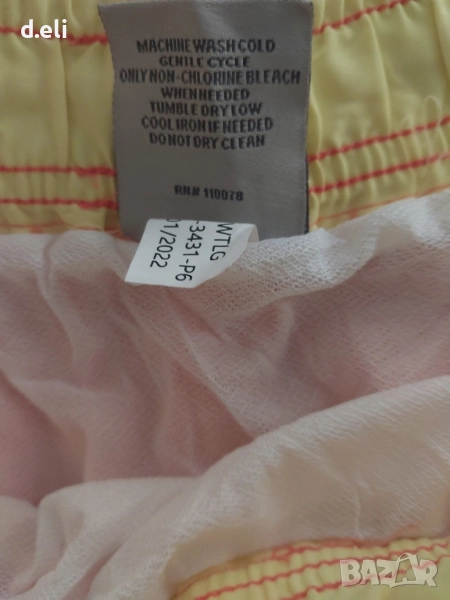 d.eli
MACHINE WASH COLD
GENTLE CYCLE
ONLY NON-CHLORINE BLEACH
WHEN NEEDED
TUMBLE DRY LOW
COOL IRON IF NEEDED
DO NOT DRY CLEAN
RN# 110078
WTLG
-3431-P6
01/2022
BAZAR